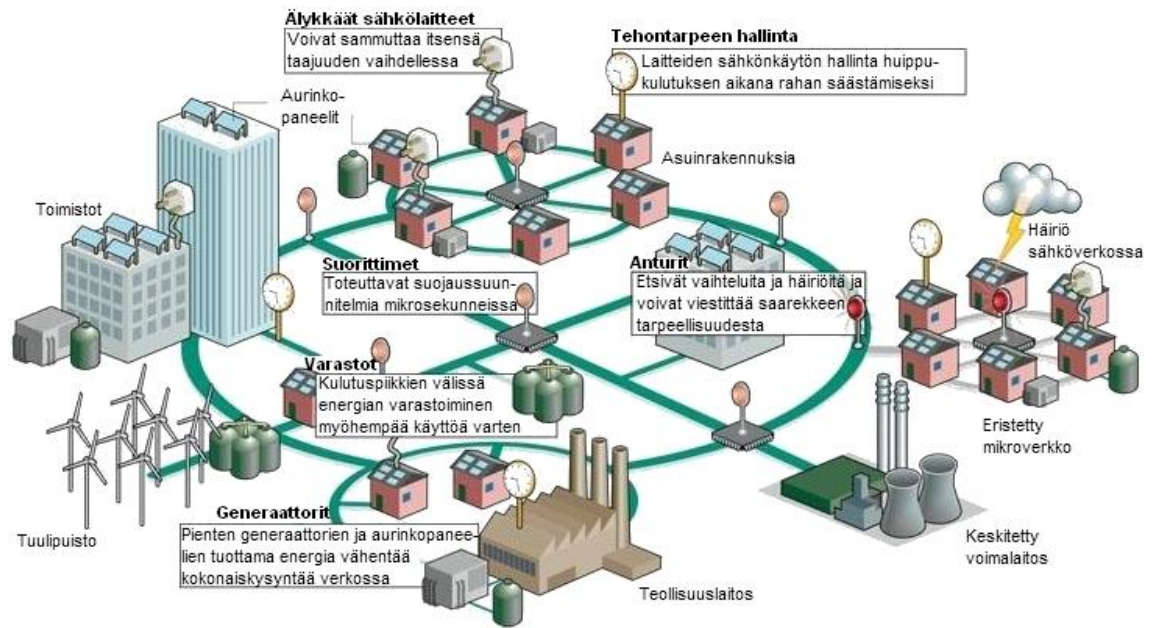 Älykkäät sähkölaitteet
Voivat sammuttaa itsensä
taajuuden vaihdellessa
Tehontarpeen hallinta
Laitteiden sähkönkäytön hallinta huippu-
kulutuksen aikana rahan säästämiseksi
Aurinko-
paneelit
Asuinrakennuksia
Toimistot
Häiriö
sähköverkossa
Suorittimet
Toteuttavat suojaussuun-
nitelmia mikrosekunneissa
Anturit
Etsivät vaihteluita ja häiriöitä ja
voivat viestittää saarekkeen
tarpeellisuudesta
Varastot
Kulutuspiikkien välissä
energian varastoiminen
myöhempää käyttöä varten
Eristetty
mikroverkko
Tuulipuisto
Generaattorit
Pienten generaattorien ja aurinkopanee-
lien tuottama energia vähentää
kokonaiskysyntää verkossa
Keskitetty
voimalaitos
Teollisuuslaitos